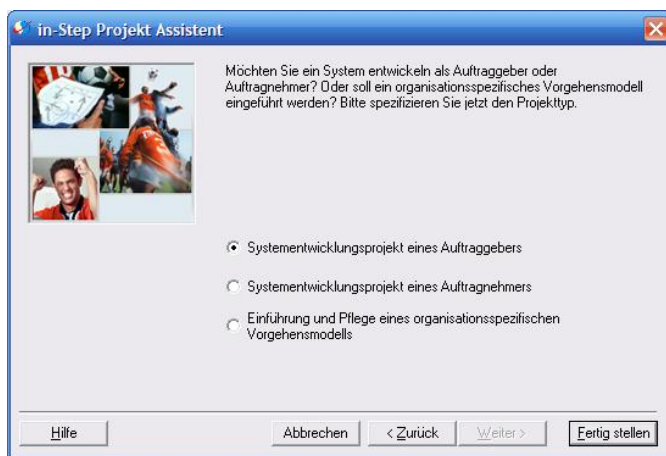 in-Step Projekt Assistent
Möchten Sie ein System entwickeln als Auftraggeber oder
Auftragnehmer? Oder soll ein organisationsspezifisches Vorgehensmodell
eingeführt werden? Bitte spezifizieren Sie jetzt den Projekttyp.
Systementwicklungsprojekt eines Auftraggebers
Systementwicklungsprojekt eines Auftragnehmers
Einführung und Pflege eines organisationsspezifischen
Vorgehensmodells
Hilfe
Abbrechen
< Zurück
Weiter >
Fertig stellen